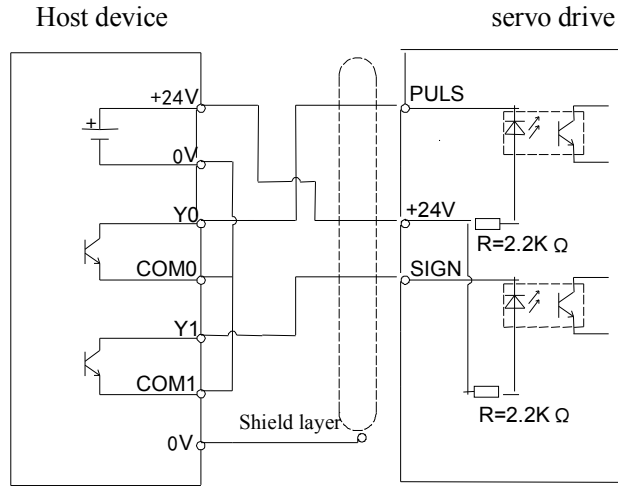 Host device
servo drive
+24V
PULS
+
0V
Y0
+24V
R=2.2K Ω
COM0
SIGN
Y1
COM1
R=2.2K Ω
0V
Shield layer